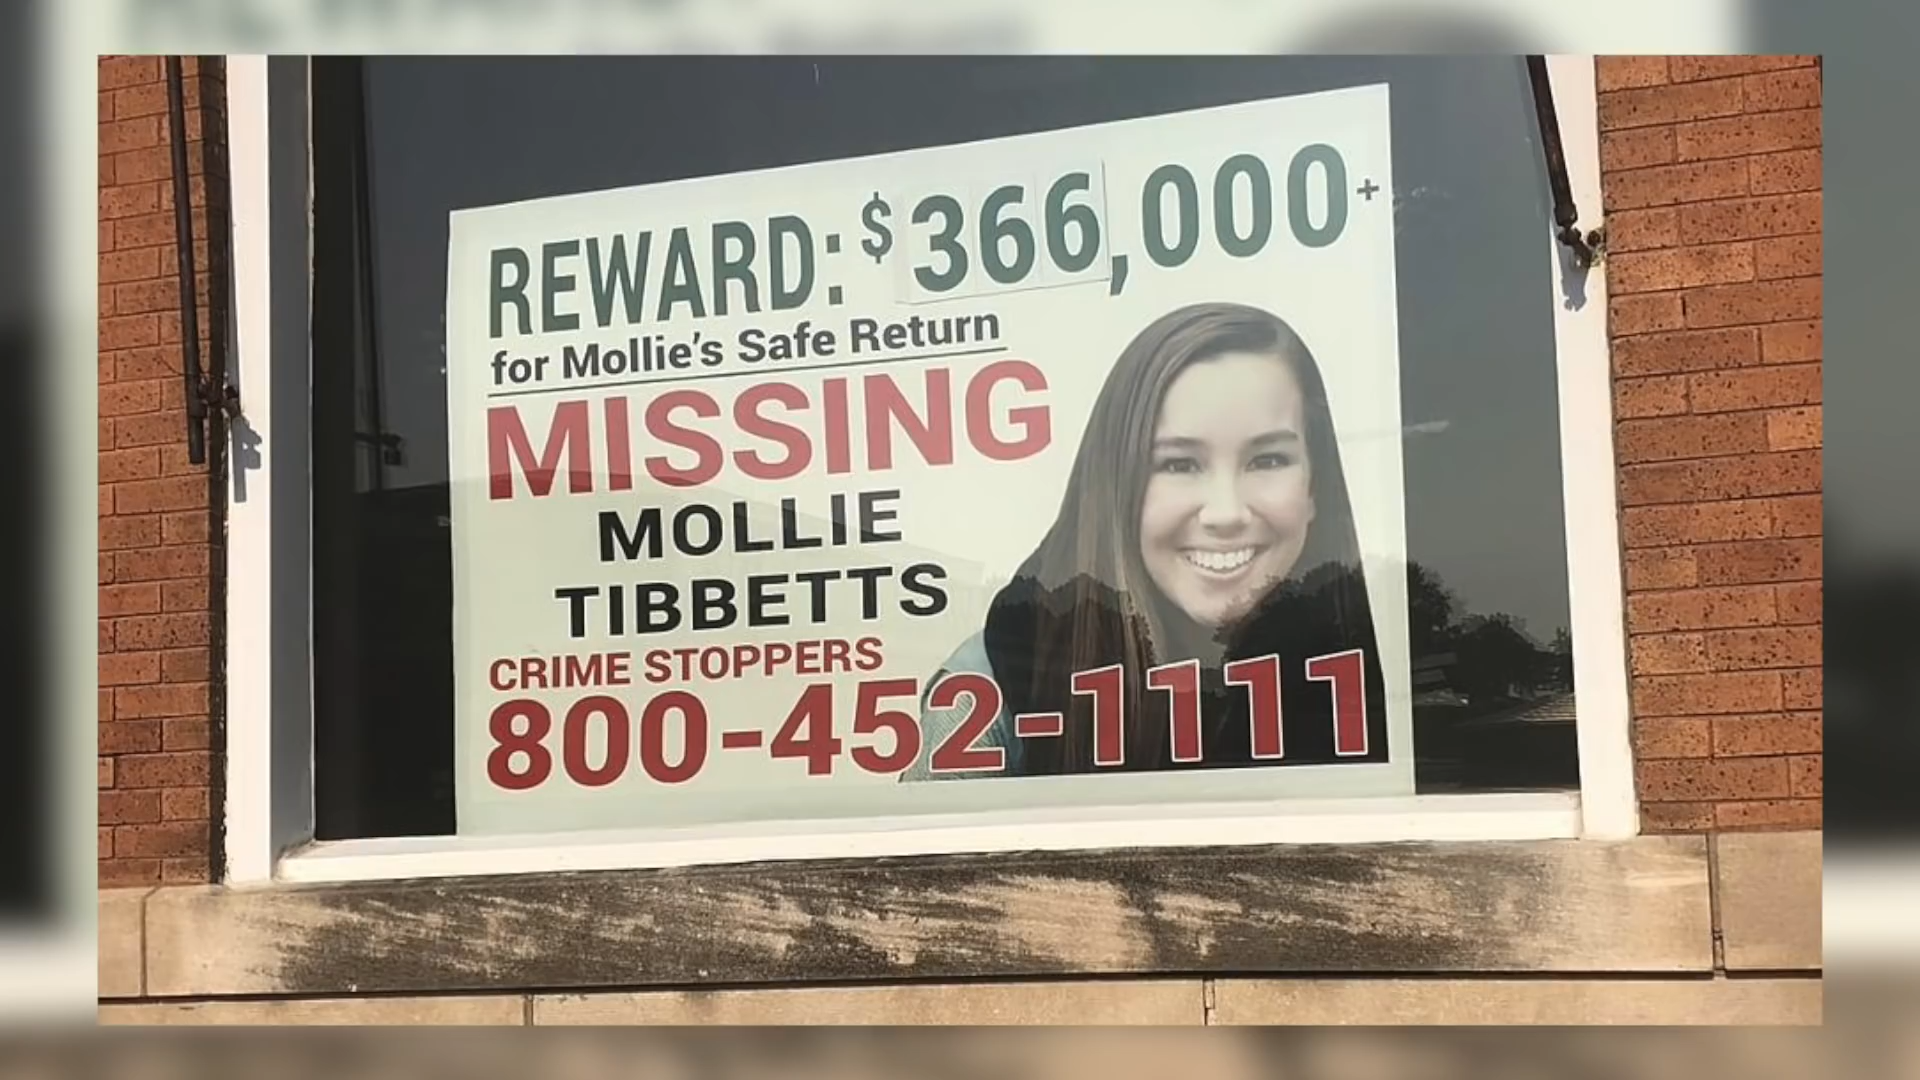 REWARD: $366,000+
for Mollie's Safe Return
MISSING
MOLLIE
TIBBETTS
CRIME STOPPERS
800-452-1111